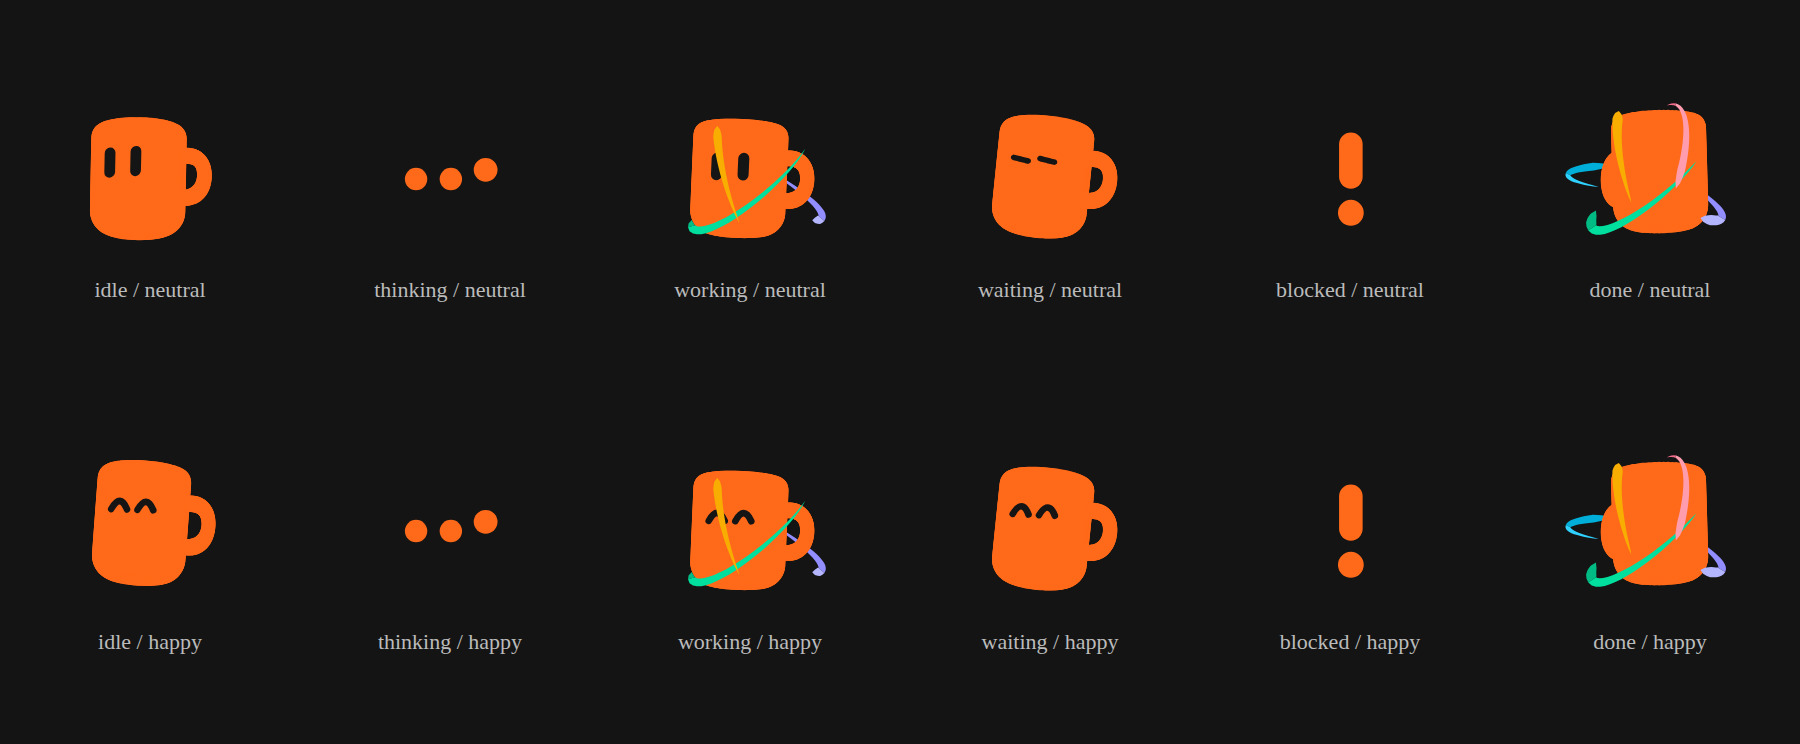 idle / neutral
thinking / neutral
working / neutral
waiting / neutral
blocked / neutral
done / neutral
idle / happy
thinking / happy
working / happy
waiting / happy
blocked / happy
done / happy